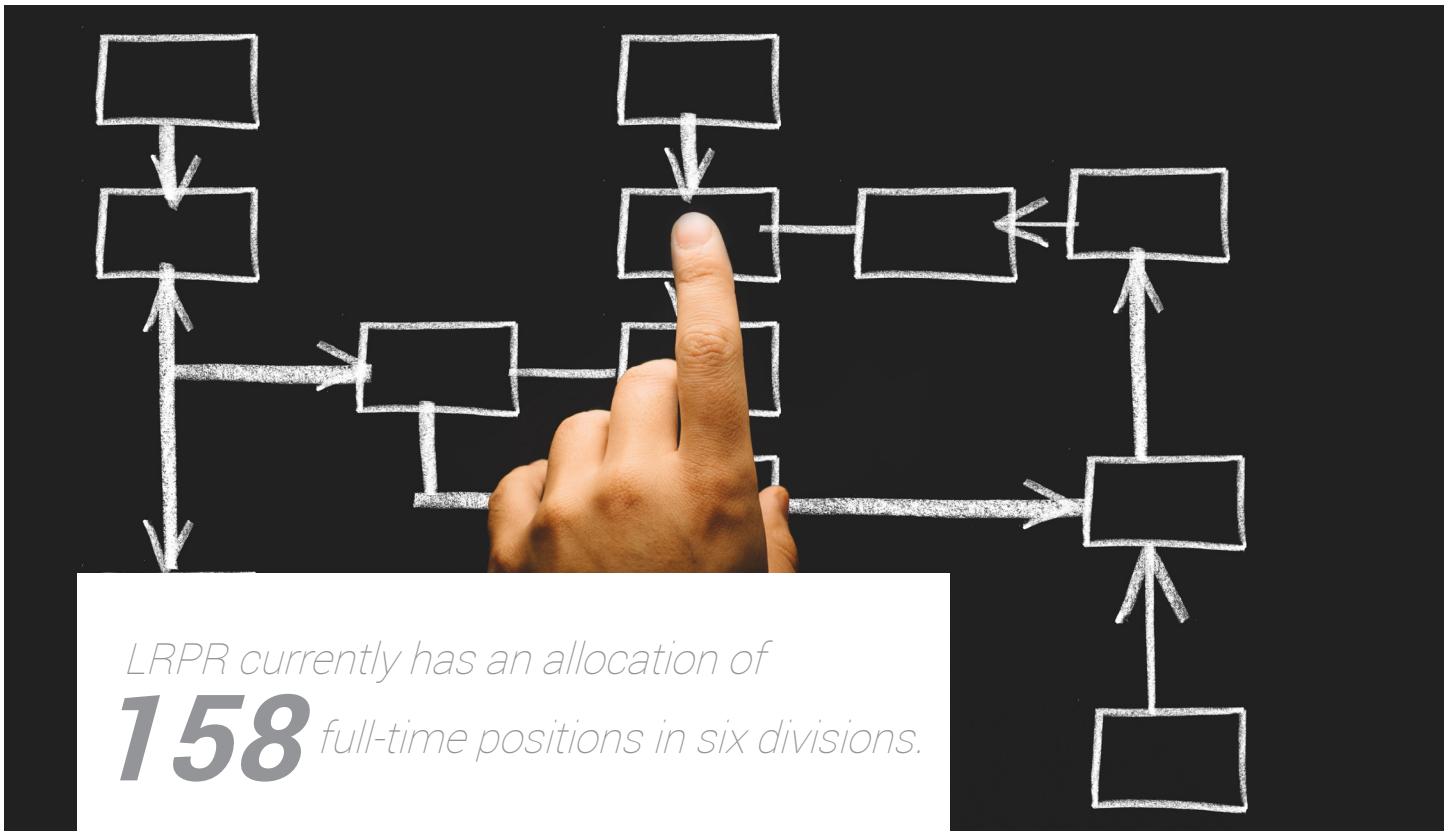 LRPR currently has an allocation of
158 full-time positions in six divisions.